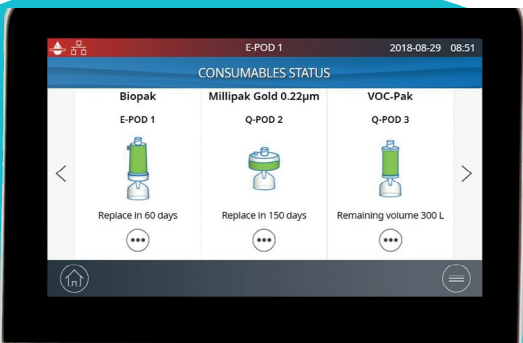 E-POD 1 2018-08-29 08:51
CONSUMABLES STATUS
Biopak Millipak Gold 0.22µm VOC-Pak
E-POD 1 Q-POD 2 Q-POD 3
Replace in 60 days Replace in 150 days Remaining volume 300 L